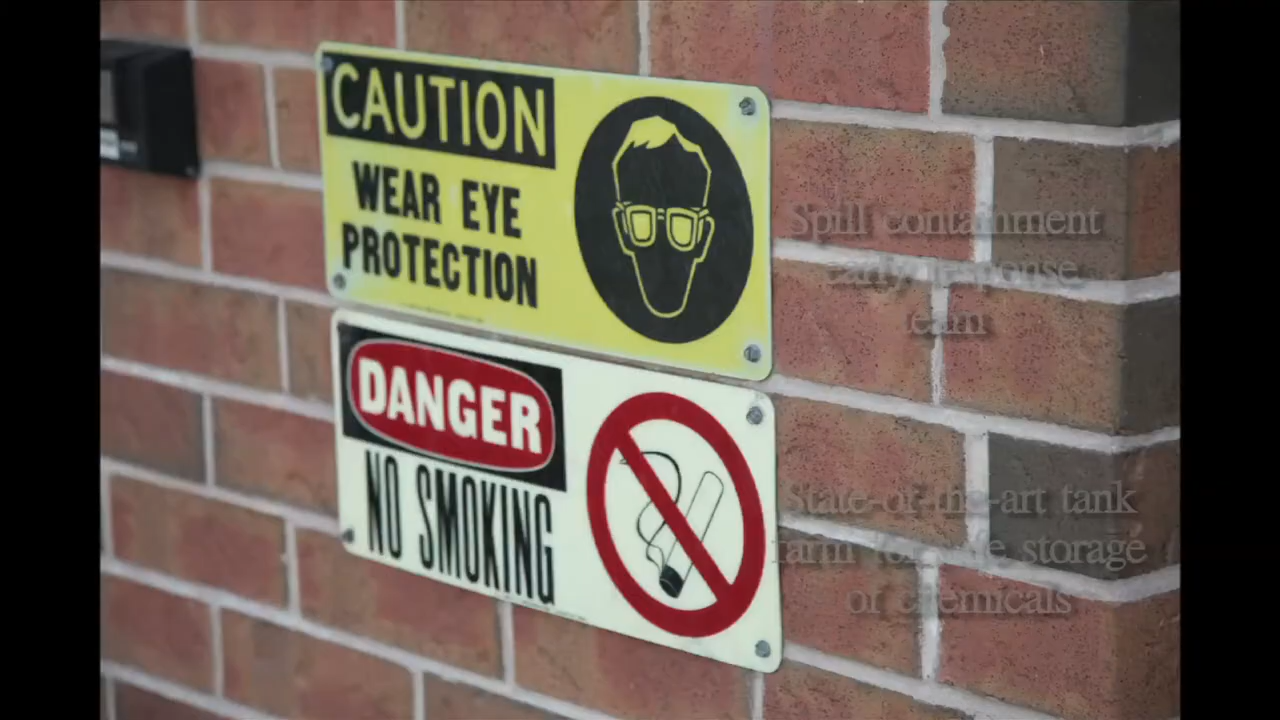 CAUTION
WEAR EYE
PROTECTION
DANGER
NO SMOKING
Spill containment
early response
team
State-of-the-art tank
farm for the storage
of chemicals